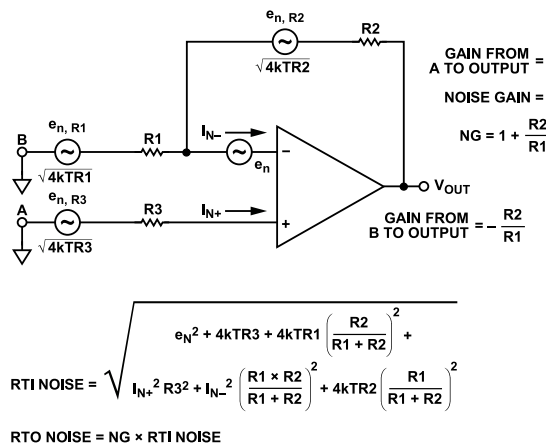 e_n, R2
R2
√4kTR2
GAIN FROM
A TO OUTPUT =
NOISE GAIN =
NG = 1 + R2/R1
e_n, R1
R1
B
√4kTR1
I_N–
e_n
–
e_n, R3
R3
A
√4kTR3
I_N+
+
V_OUT
GAIN FROM
B TO OUTPUT = – R2/R1
RTI NOISE = √
e_N² + 4kTR3 + 4kTR1 (R2/(R1 + R2))² +
I_N+² R3² + I_N–² ((R1 × R2)/(R1 + R2))² + 4kTR2 (R1/(R1 + R2))²
RTO NOISE = NG × RTI NOISE